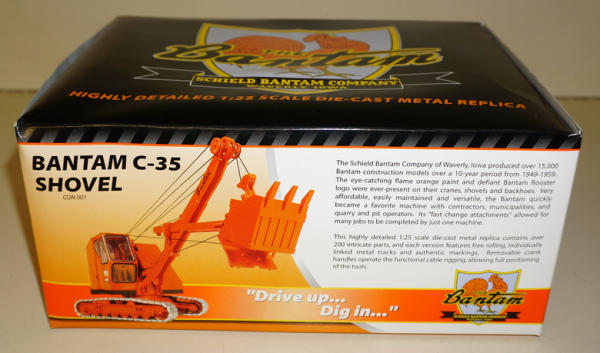 The
Bantam
SCHIELD BANTAM COMPANY
WAVERLY, IOWA
HIGHLY DETAILED 1:25 SCALE DIE-CAST METAL REPLICA
BANTAM C-35
SHOVEL
CON 001
The Schield Bantam Company of Waverly, Iowa produced over 15,000
Bantam construction models over a 10-year period from 1949-1959.
The eye-catching flame orange paint and defiant Bantam Rooster
logo were ever-present on their cranes, shovels and backhoes. Very
affordable, easily maintained and versatile, the Bantam quickly
became a favorite machine with contractors, municipalities, and
quarry and pit operators. Its "fast change attachments" allowed for
many jobs to be completed by just one machine.
This highly detailed 1:25 scale die-cast metal replica contains over
200 intricate parts, and each version features free rolling, individually
linked metal tracks and authentic markings. Removable crank
handles operate the functional cable rigging, allowing full positioning
of the tools.
"Drive up...
Dig in..."
Bantam
SCHIELD BANTAM COMPANY
WAVERLY, IOWA